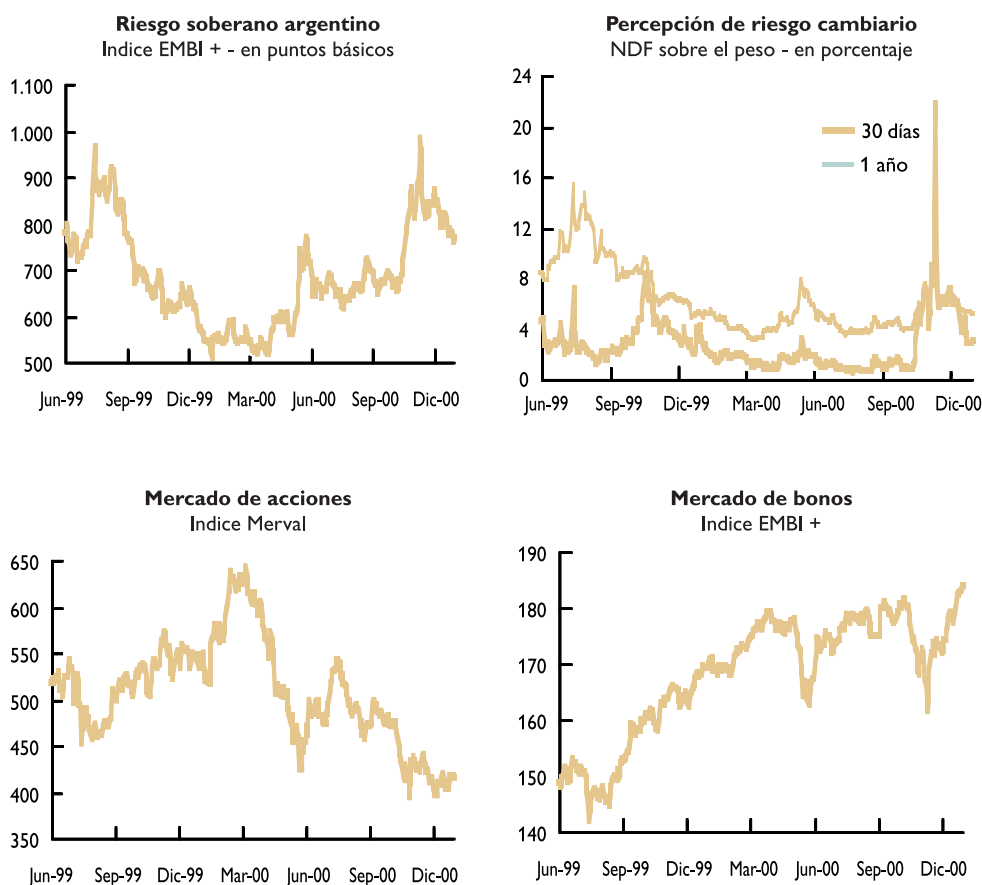 Riesgo soberano argentino
Indice EMBI + - en puntos básicos
1.100
1.000
900
800
700
600
500
Jun-99 Sep-99 Dic-99 Mar-00 Jun-00 Sep-00 Dic-00
Percepción de riesgo cambiario
NDF sobre el peso - en porcentaje
24
20
16
12
8
4
0
30 días
1 año
Jun-99 Sep-99 Dic-99 Mar-00 Jun-00 Sep-00 Dic-00
Mercado de acciones
Indice Merval
650
600
550
500
450
400
350
Jun-99 Sep-99 Dic-99 Mar-00 Jun-00 Sep-00 Dic-00
Mercado de bonos
Indice EMBI +
190
180
170
160
150
140
Jun-99 Sep-99 Dic-99 Mar-00 Jun-00 Sep-00 Dic-00